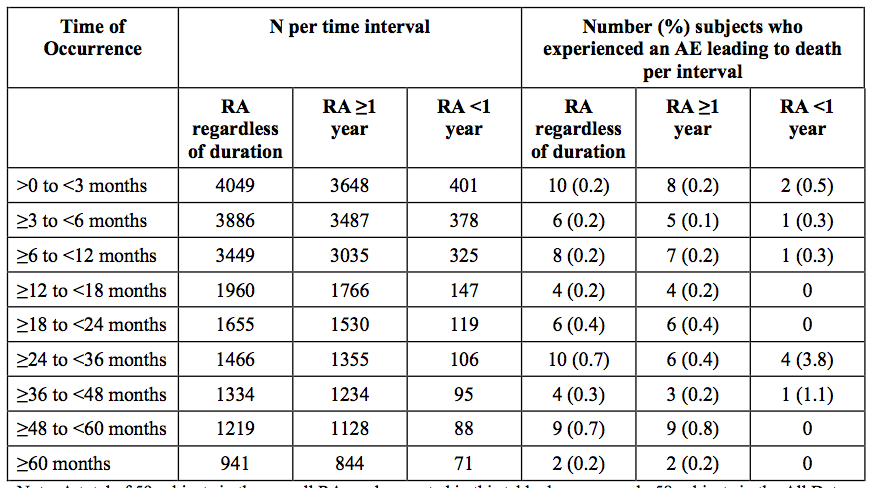 Time of Occurrence | N per time interval | Number (%) subjects who experienced an AE leading to death per interval
RA regardless of duration | RA ≥1 year | RA <1 year | RA regardless of duration | RA ≥1 year | RA <1 year
>0 to <3 months | 4049 | 3648 | 401 | 10 (0.2) | 8 (0.2) | 2 (0.5)
≥3 to <6 months | 3886 | 3487 | 378 | 6 (0.2) | 5 (0.1) | 1 (0.3)
≥6 to <12 months | 3449 | 3035 | 325 | 8 (0.2) | 7 (0.2) | 1 (0.3)
≥12 to <18 months | 1960 | 1766 | 147 | 4 (0.2) | 4 (0.2) | 0
≥18 to <24 months | 1655 | 1530 | 119 | 6 (0.4) | 6 (0.4) | 0
≥24 to <36 months | 1466 | 1355 | 106 | 10 (0.7) | 6 (0.4) | 4 (3.8)
≥36 to <48 months | 1334 | 1234 | 95 | 4 (0.3) | 3 (0.2) | 1 (1.1)
≥48 to <60 months | 1219 | 1128 | 88 | 9 (0.7) | 9 (0.8) | 0
≥60 months | 941 | 844 | 71 | 2 (0.2) | 2 (0.2) | 0